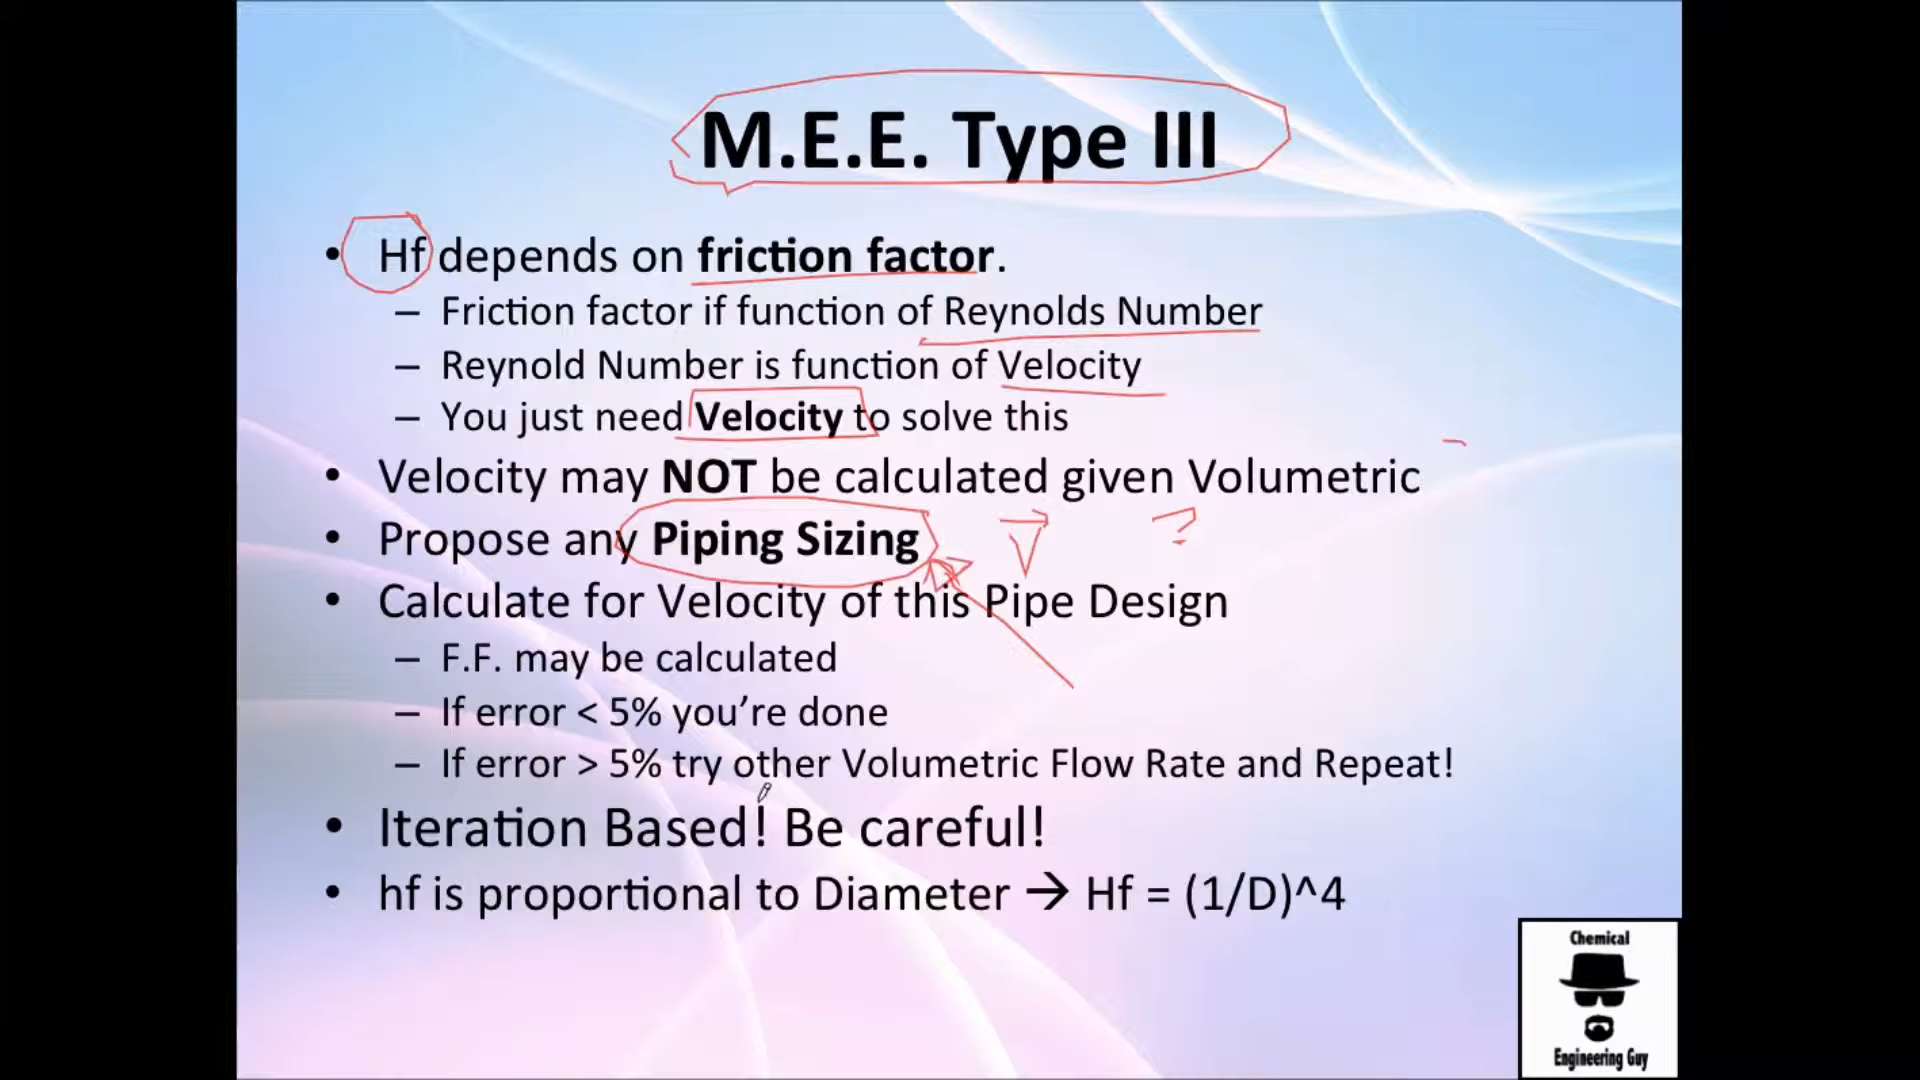 M.E.E. Type III
• Hf depends on friction factor.
– Friction factor if function of Reynolds Number
– Reynold Number is function of Velocity
– You just need Velocity to solve this
• Velocity may NOT be calculated given Volumetric
• Propose any Piping Sizing
V ?
• Calculate for Velocity of this Pipe Design
– F.F. may be calculated
– If error < 5% you’re done
– If error > 5% try other Volumetric Flow Rate and Repeat!
• Iteration Based! Be careful!
• hf is proportional to Diameter → Hf = (1/D)^4
Chemical
Engineering Guy